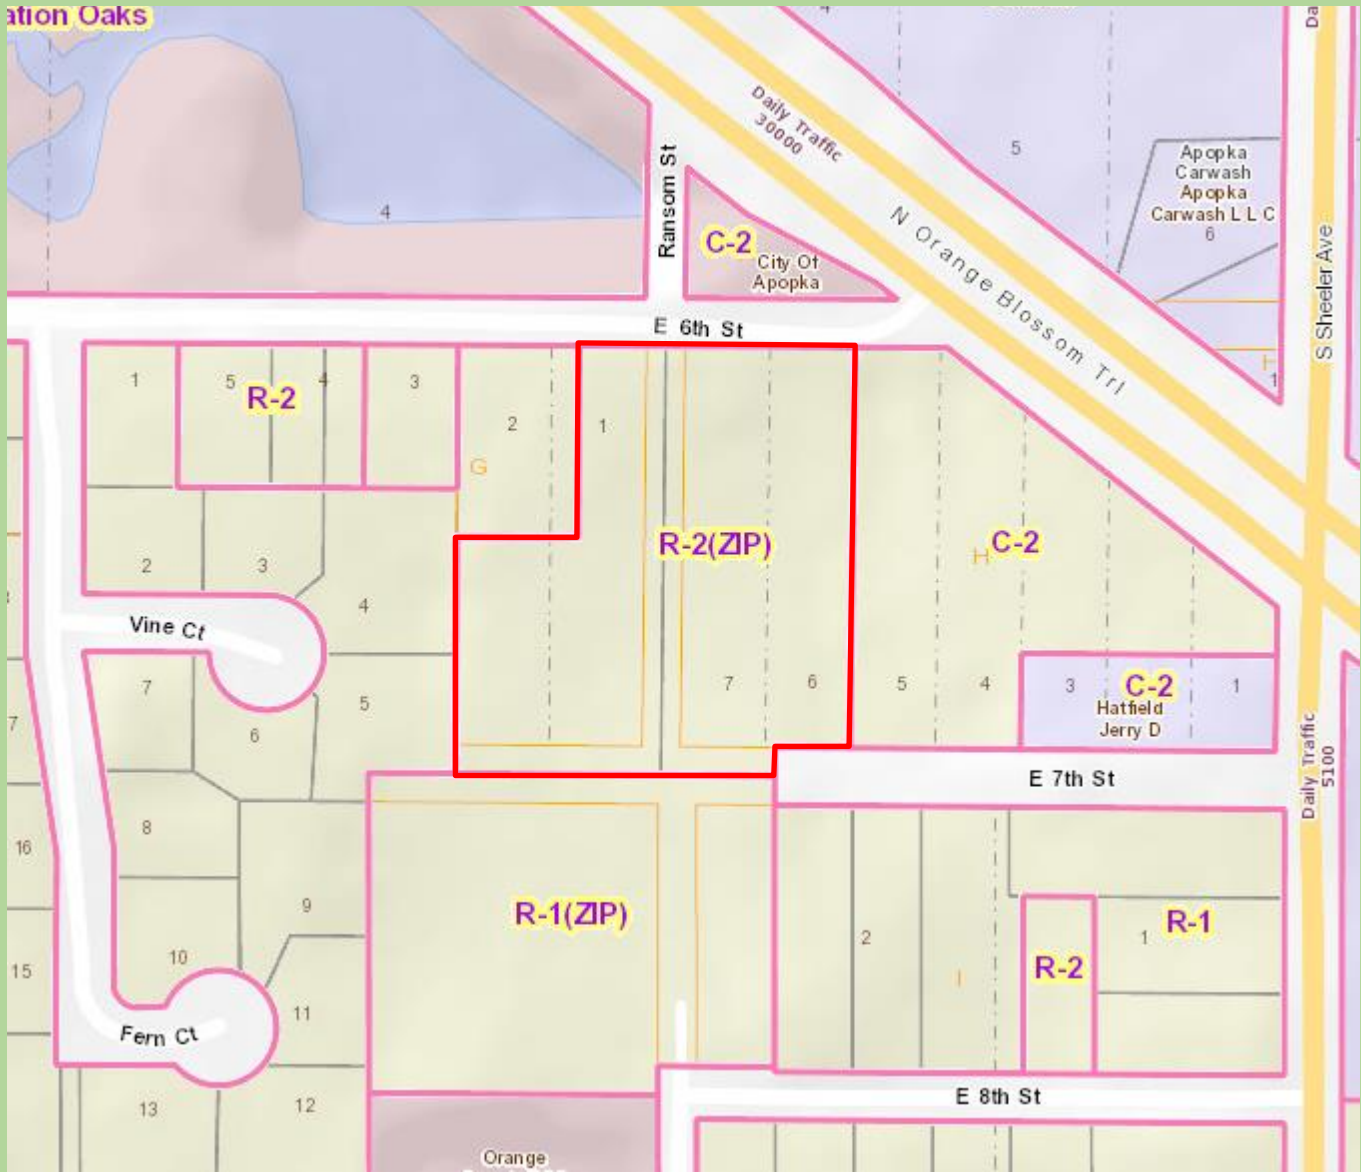 ation Oaks
Daily Traffic
30000
5
Apopka
Carwash
Apopka
Carwash L L C
6
4
Ransom St
C-2
City Of
Apopka
N Orange Blossom Trl
S Sheeler Ave
E 6th St
1
5
4
3
R-2
2
1
G
1
R-2(ZIP)
H
C-2
2
3
4
Vine Ct
7
6
5
7
6
5
4
3
C-2
1
Hatfield
Jerry D
7
E 7th St
Daily Traffic
5100
8
16
9
R-1(ZIP)
2
1
R-1
10
15
R-2
I
11
Fern Ct
13
12
E 8th St
Orange